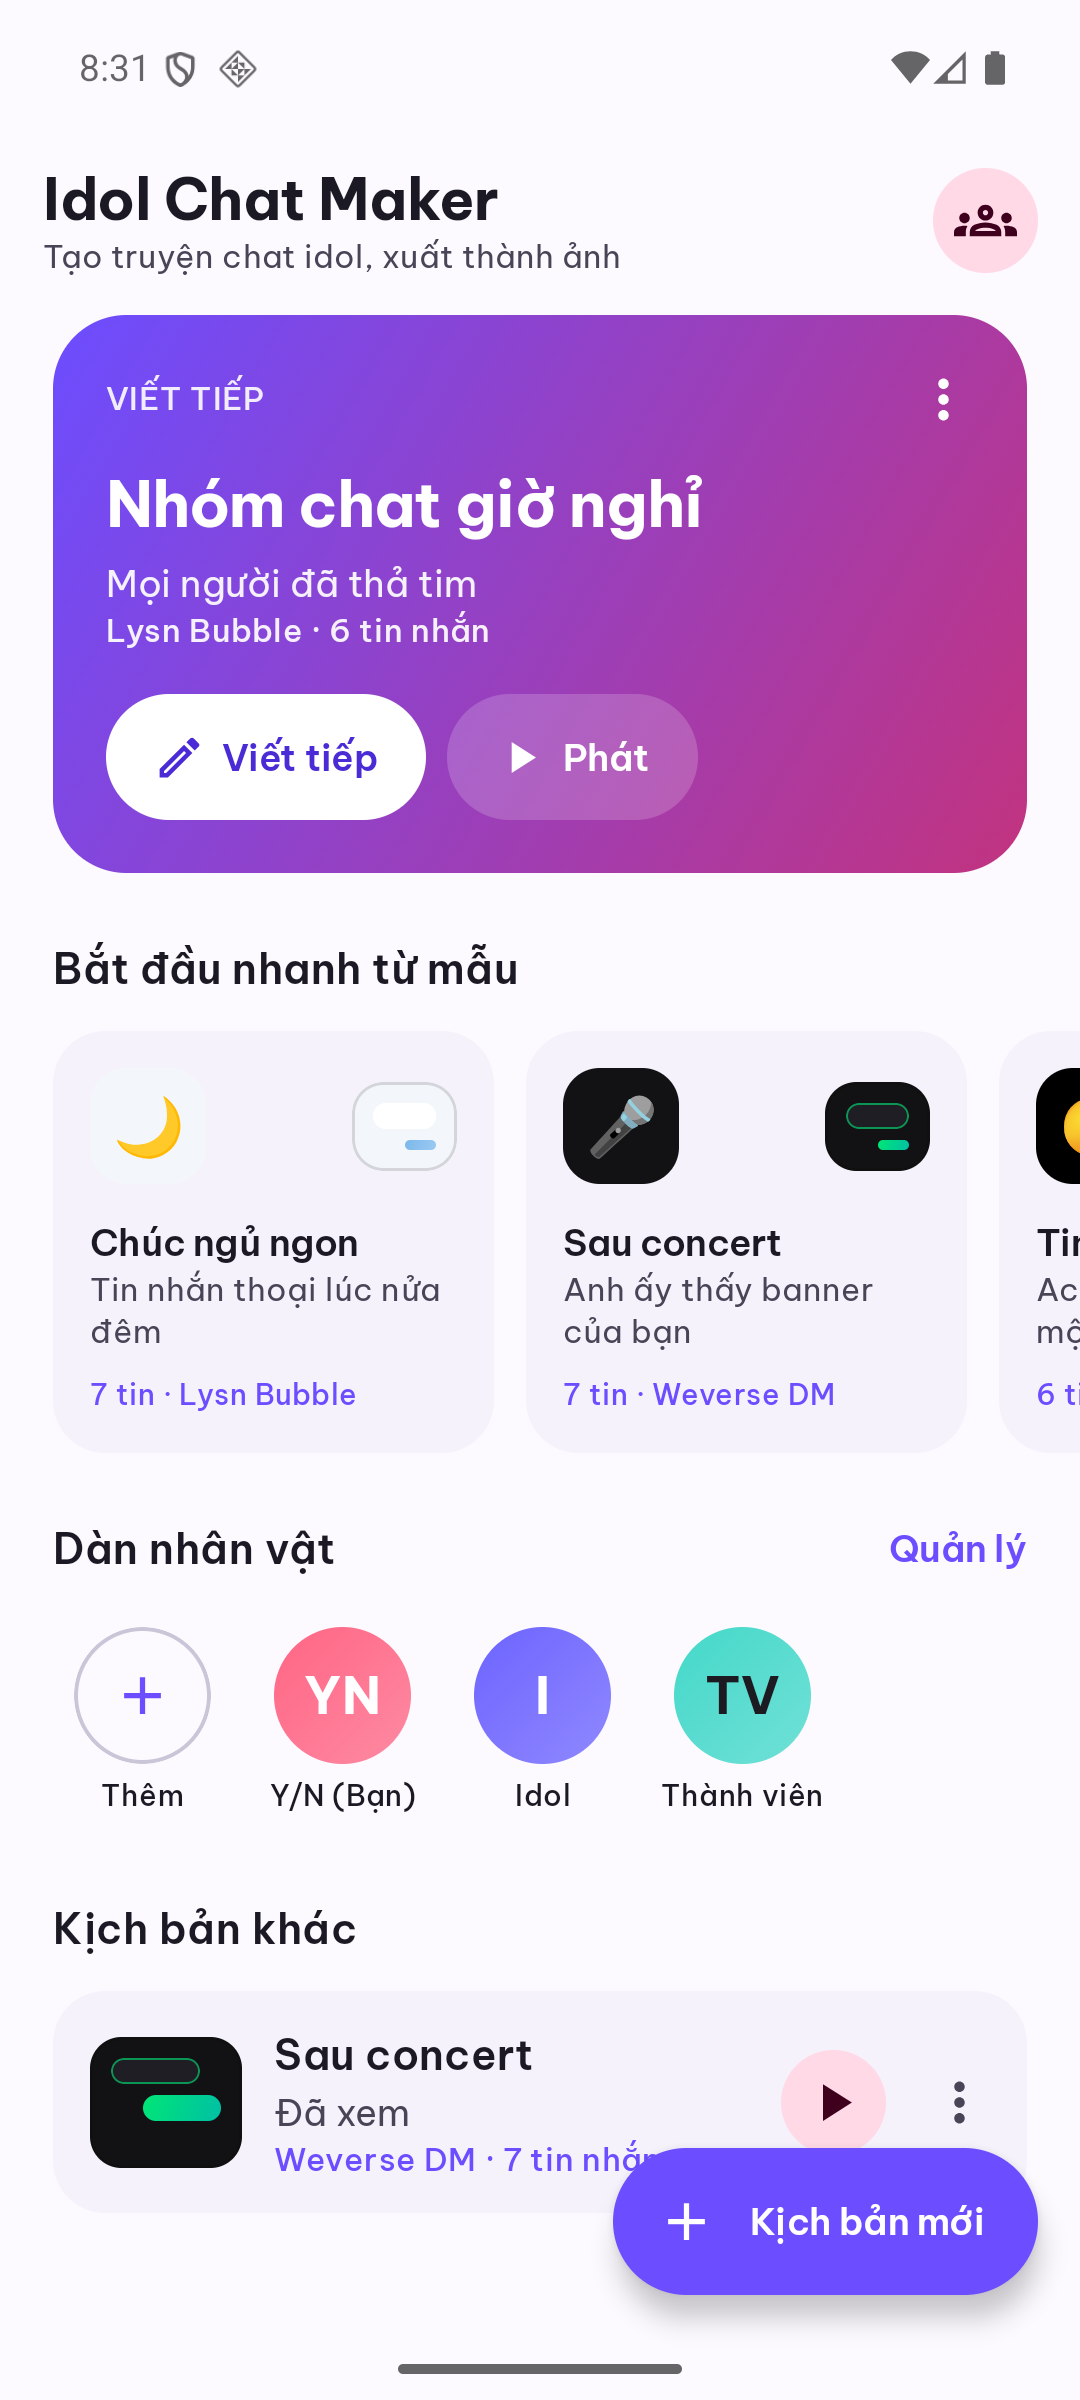 8:31
Idol Chat Maker
Tạo truyện chat idol, xuất thành ảnh
VIẾT TIẾP
Nhóm chat giờ nghỉ
Mọi người đã thả tim
Lysn Bubble · 6 tin nhắn
Viết tiếp
Phát
Bắt đầu nhanh từ mẫu
Chúc ngủ ngon
Tin nhắn thoại lúc nửa
đêm
7 tin · Lysn Bubble
Sau concert
Anh ấy thấy banner
của bạn
7 tin · Weverse DM
Dàn nhân vật
Quản lý
YN
I
TV
Thêm
Y/N (Bạn)
Idol
Thành viên
Kịch bản khác
Sau concert
Đã xem
Weverse DM · 7 tin nhắn
Kịch bản mới